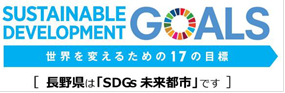 SUSTAINABLE
DEVELOPMENT
GOALS
世界を変えるための17の目標
[ 長野県は「SDGs 未来都市」です ]